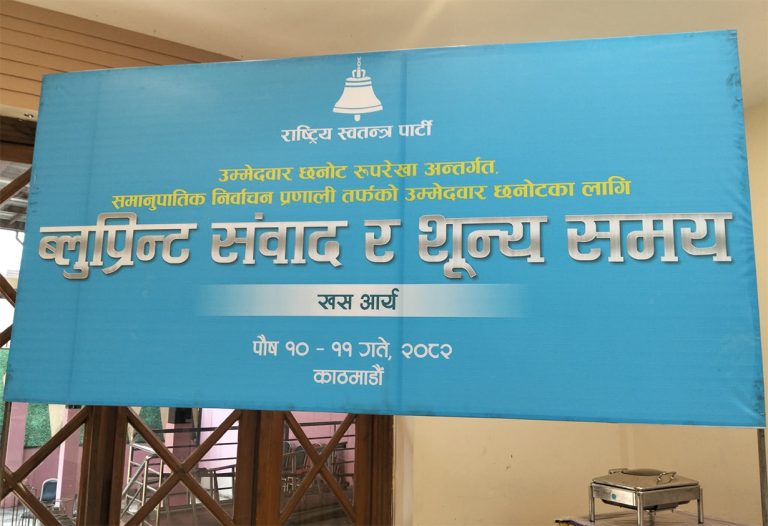 राष्ट्रिय स्वतन्त्र पार्टी
उम्मेदवार छनोट रुपरेखा अन्तर्गत,
समानुपातिक निर्वाचन प्रणाली तर्फको उम्मेदवार छनोटका लागि
ब्लुप्रिन्ट संवाद र शून्य समय
खस आर्य
पौष १० - ११ गते, २०८२
काठमाडौं